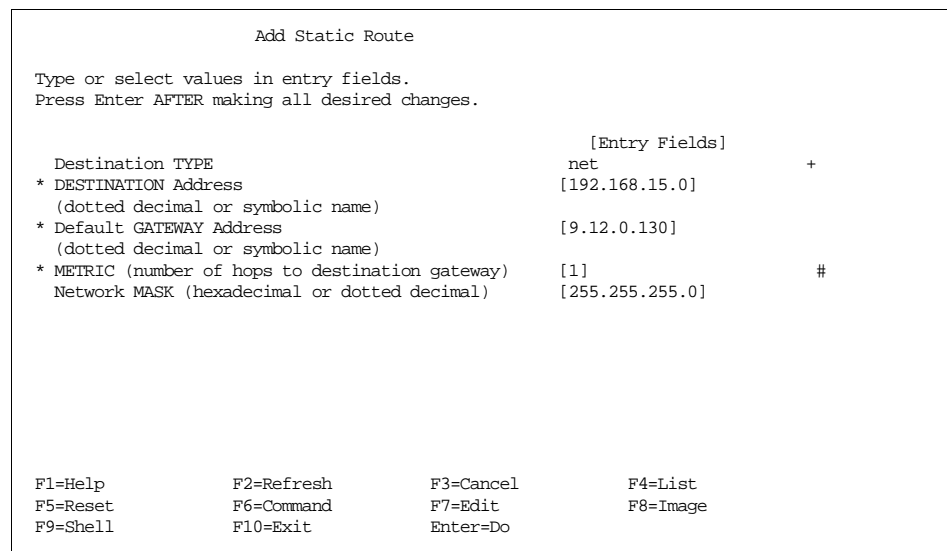 Add Static Route
Type or select values in entry fields.
Press Enter AFTER making all desired changes.
[Entry Fields]
Destination TYPE net +
* DESTINATION Address [192.168.15.0]
(dotted decimal or symbolic name)
* Default GATEWAY Address [9.12.0.130]
(dotted decimal or symbolic name)
* METRIC (number of hops to destination gateway) [1] #
Network MASK (hexadecimal or dotted decimal) [255.255.255.0]
F1=Help F2=Refresh F3=Cancel F4=List
F5=Reset F6=Command F7=Edit F8=Image
F9=Shell F10=Exit Enter=Do